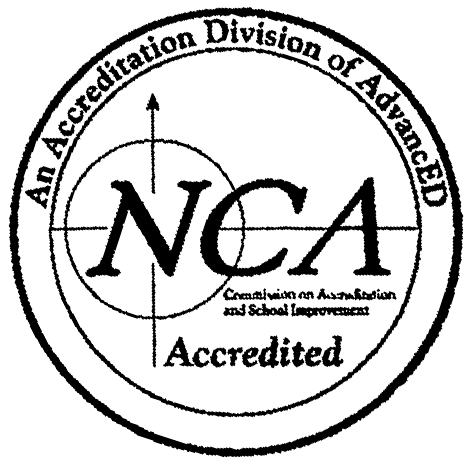 An Accreditation Division of AdvancED
NCA
Commission on Accreditation
and School Improvement
Accredited